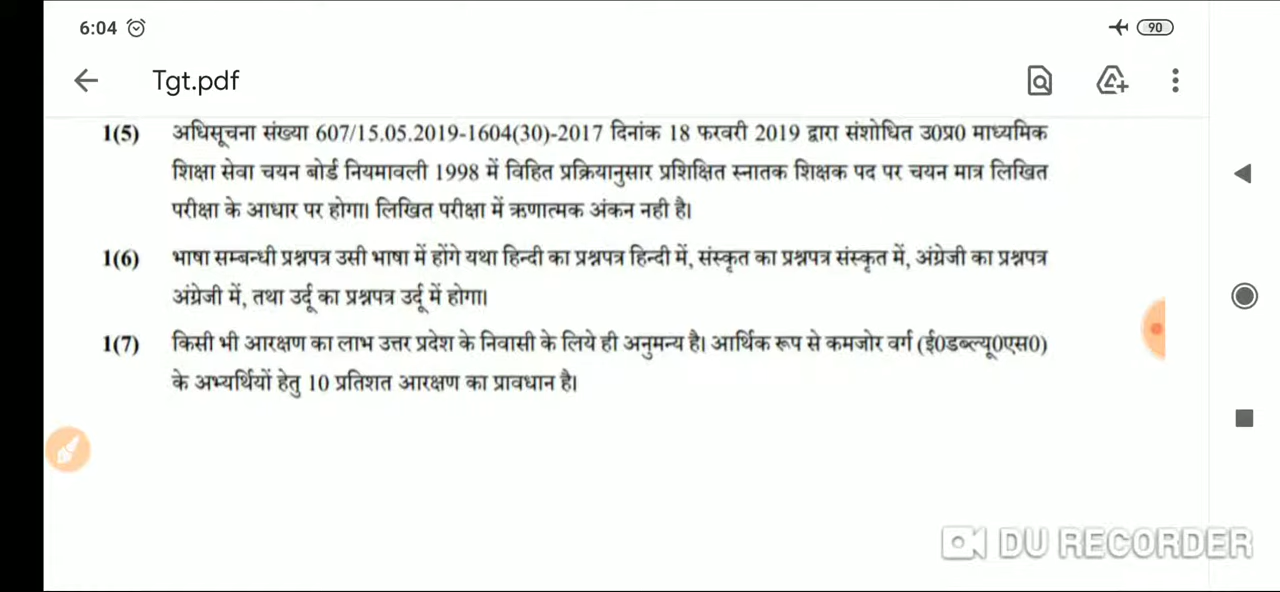 6:04
90
Tgt.pdf
1(5) अधिसूचना संख्या 607/15.05.2019-1604(30)-2017 दिनांक 18 फरवरी 2019 द्वारा संशोधित उ0प्र0 माध्यमिक
शिक्षा सेवा चयन बोर्ड नियमावली 1998 में विहित प्रक्रियानुसार प्रशिक्षित स्नातक शिक्षक पद पर चयन मात्र लिखित
परीक्षा के आधार पर होगा। लिखित परीक्षा में ऋणात्मक अंकन नही है।
1(6) भाषा सम्बन्धी प्रश्नपत्र उसी भाषा में होंगे यथा हिन्दी का प्रश्नपत्र हिन्दी में, संस्कृत का प्रश्नपत्र संस्कृत में, अंग्रेजी का प्रश्नपत्र
अंग्रेजी में, तथा उर्दू का प्रश्नपत्र उर्दू में होगा।
1(7) किसी भी आरक्षण का लाभ उत्तर प्रदेश के निवासी के लिये ही अनुमन्य है। आर्थिक रूप से कमजोर वर्ग (ई0डब्ल्यू0एस0)
के अभ्यर्थियों हेतु 10 प्रतिशत आरक्षण का प्रावधान है।
DU RECORDER